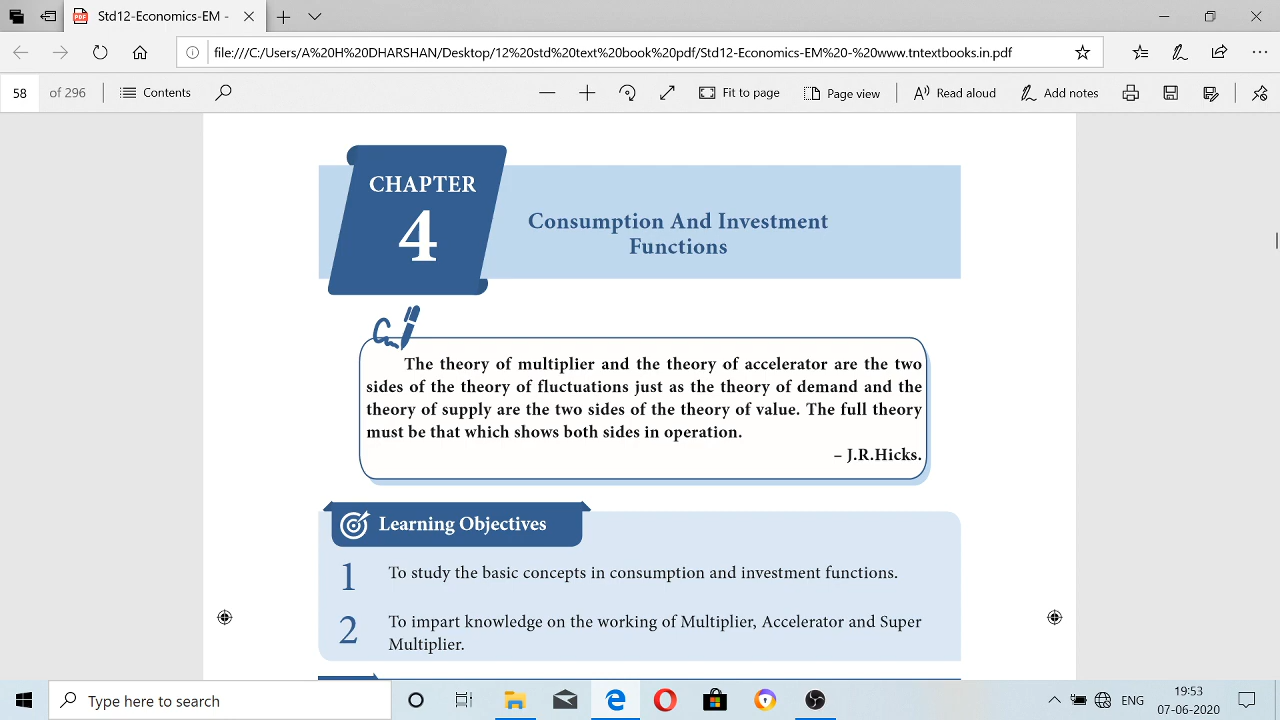 Std12-Economics-EM
file:///C:/Users/A%20H%20DHARSHAN/Desktop/12%20std%20text%20book%20pdf/Std12-Economics-EM%20-%20www.tntextbooks.in.pdf
58 of 296 Contents Fit to page Page view Read aloud Add notes
CHAPTER
4
Consumption And Investment
Functions
The theory of multiplier and the theory of accelerator are the two
sides of the theory of fluctuations just as the theory of demand and the
theory of supply are the two sides of the theory of value. The full theory
must be that which shows both sides in operation.
– J.R.Hicks.
Learning Objectives
1 To study the basic concepts in consumption and investment functions.
2 To impart knowledge on the working of Multiplier, Accelerator and Super
Multiplier.
Type here to search
ENG
19:53
07-06-2020